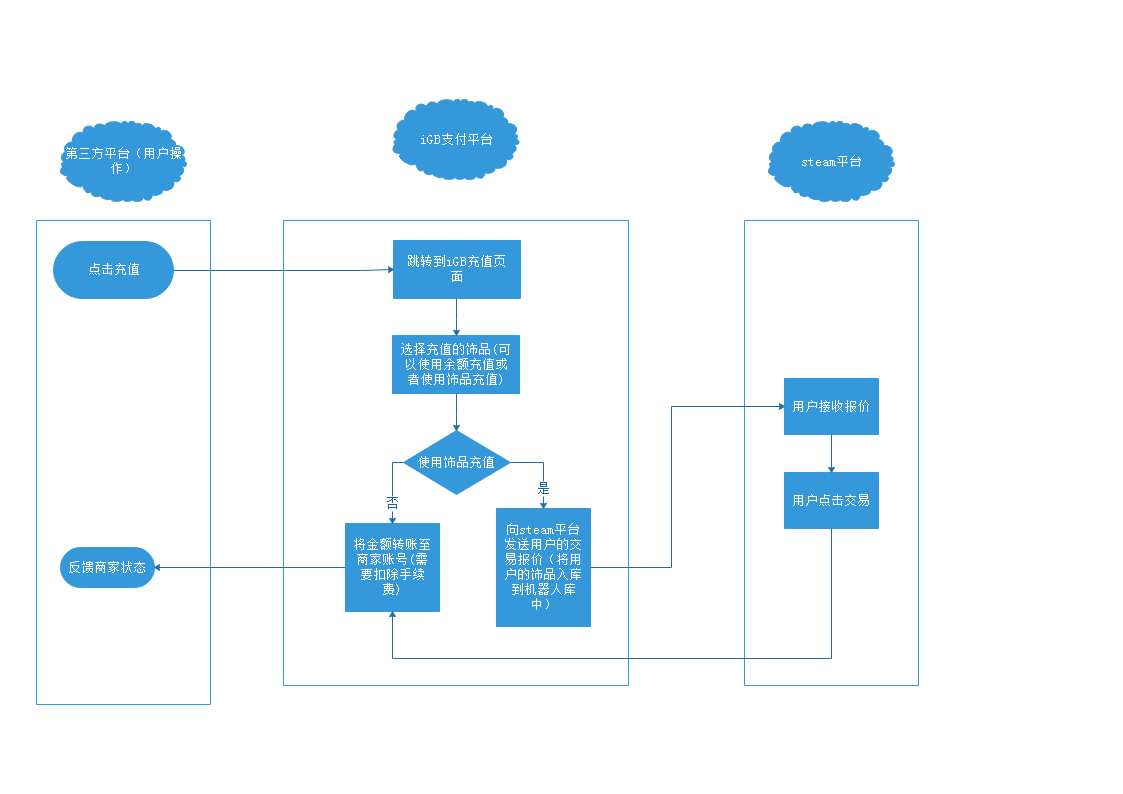 iGB支付平台
第三方平台（用户操
作）
steam平台
点击充值
跳转到iGB充值页
面
选择充值的饰品(可
以使用余额充值或
者使用饰品充值)
用户接收报价
使用饰品充值
是
否
用户点击交易
向steam平台
发送用户的交
易报价（将用
户的饰品入库
到机器人库
中）
将金额转账至
商家账号(需
要扣除手续
费)
反馈商家状态